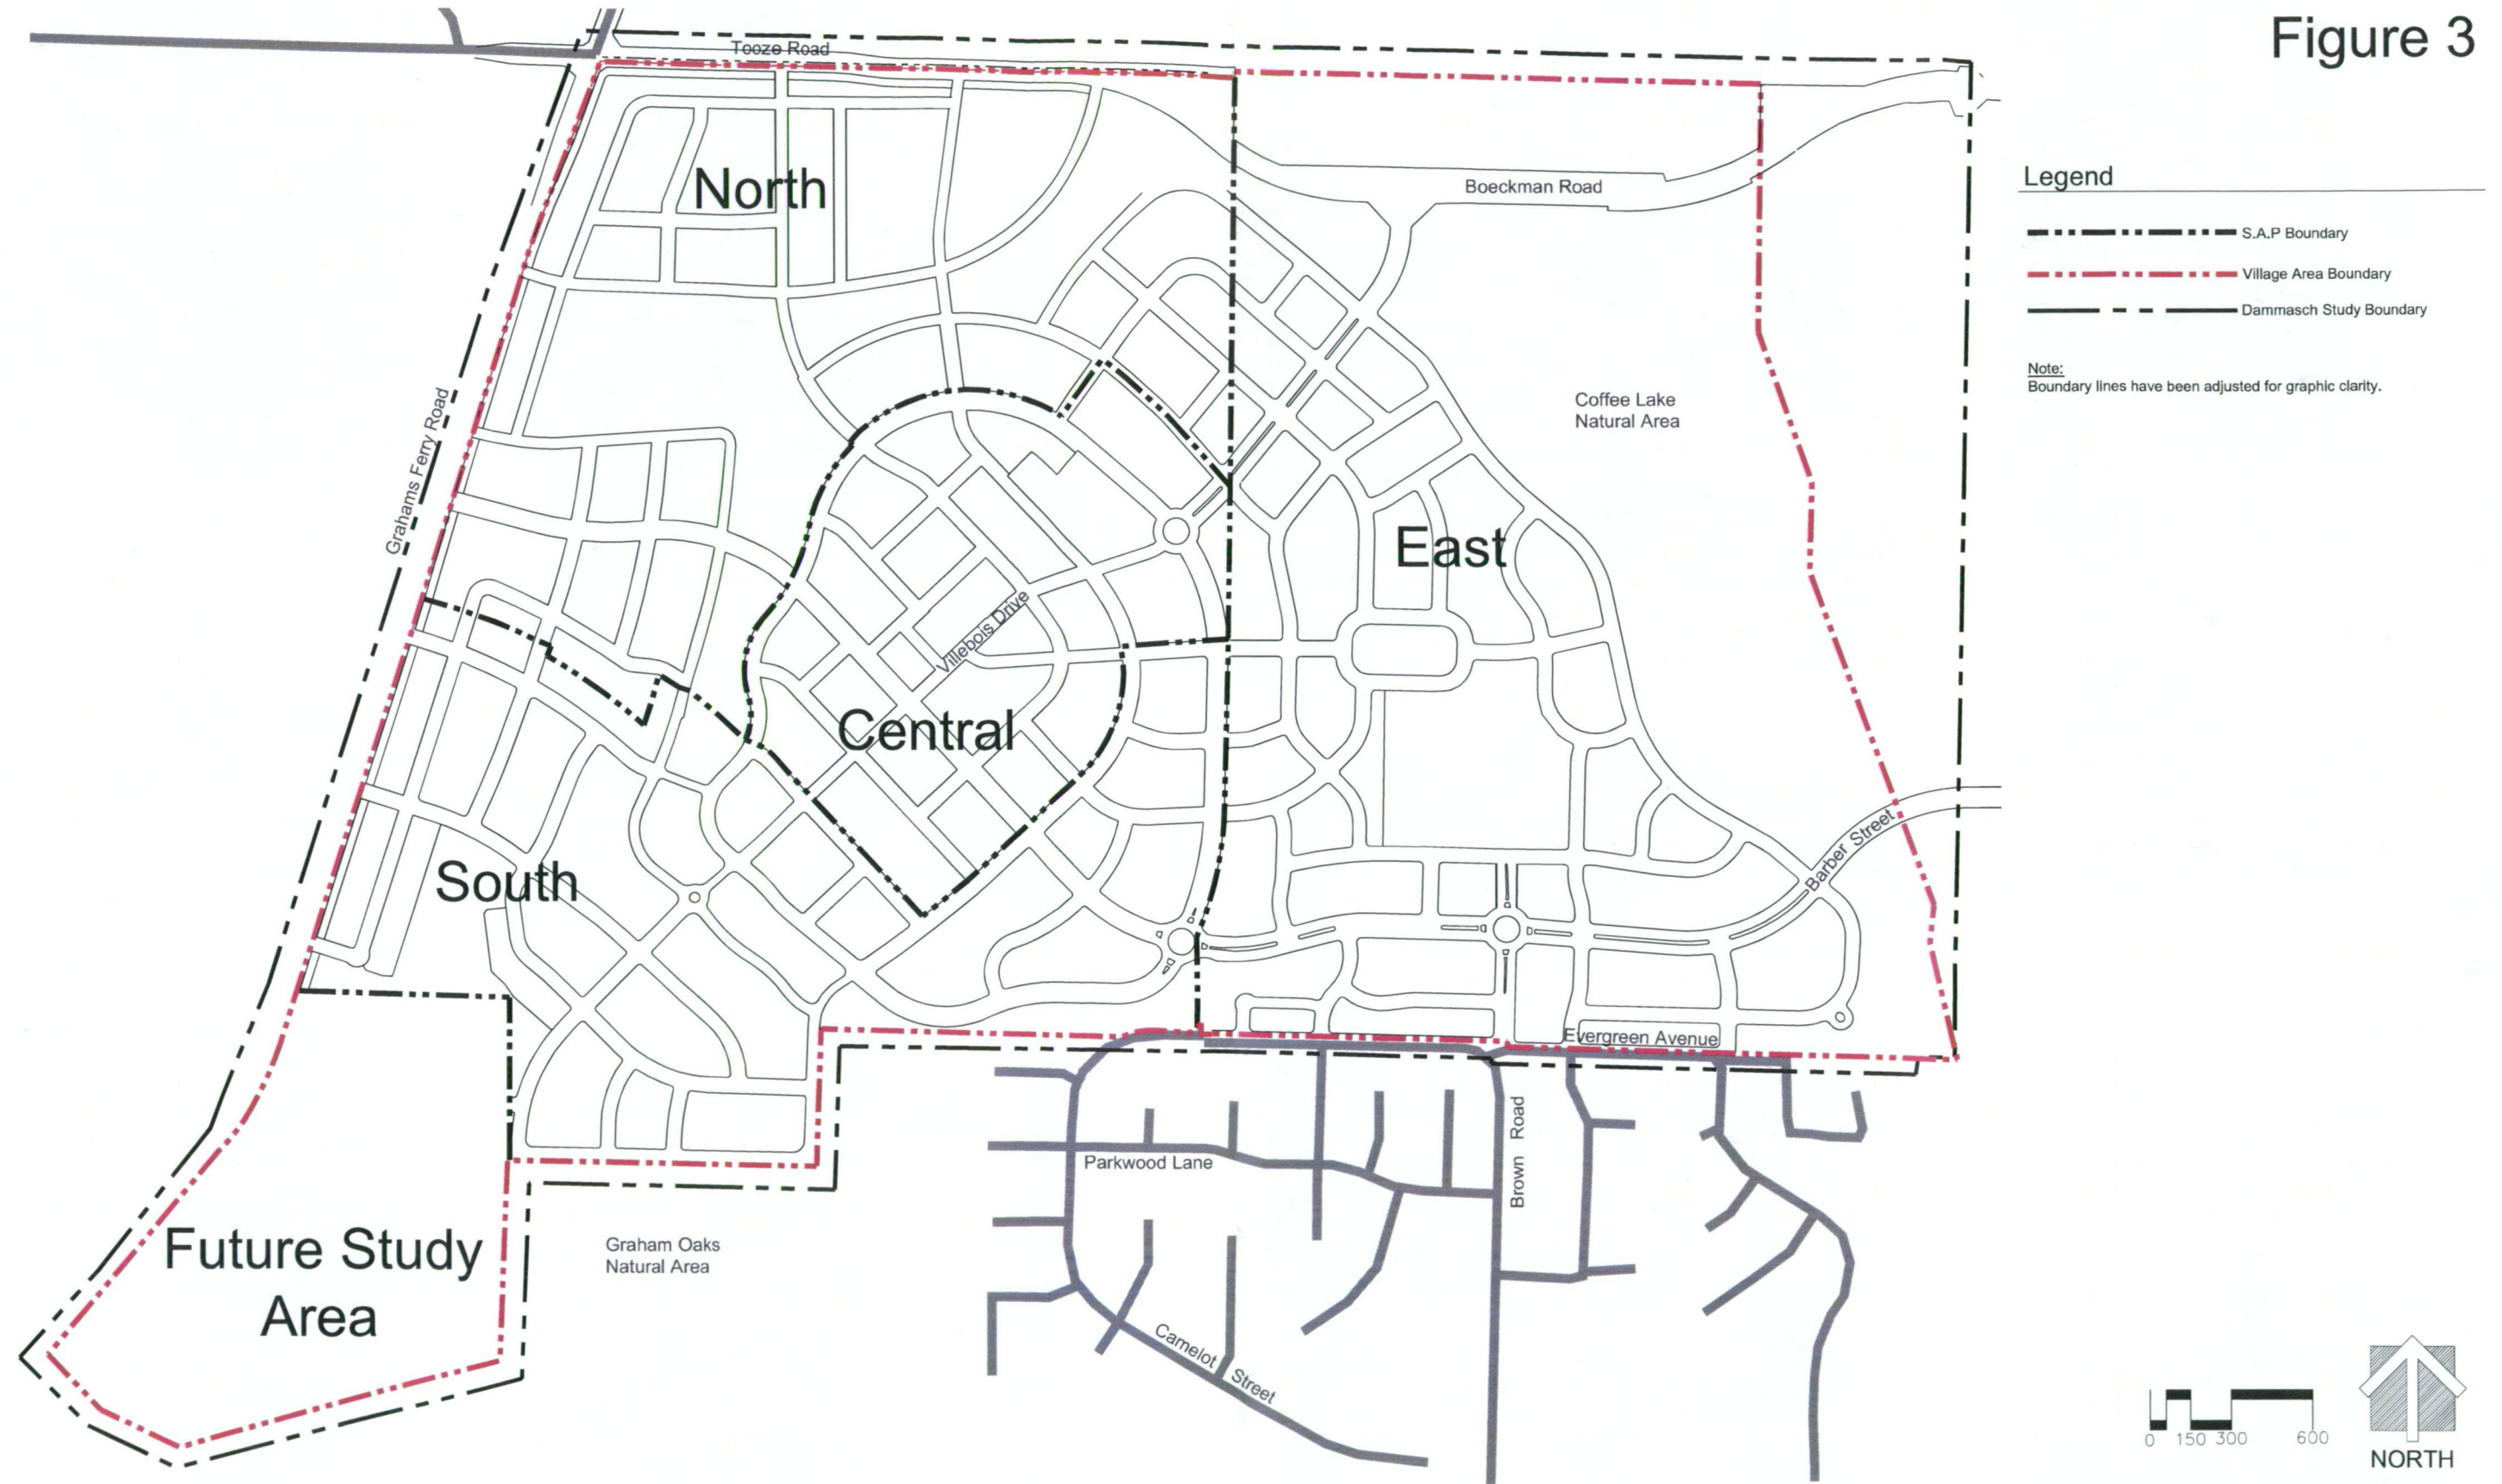 Figure 3
Tooze Road
North
Boeckman Road
Legend
S.A.P Boundary
Village Area Boundary
Dammasch Study Boundary
Note:
Boundary lines have been adjusted for graphic clarity.
Coffee Lake
Natural Area
Grahams Ferry Road
East
Villebois Drive
Central
South
Barber Street
Evergreen Avenue
Parkwood Lane
Brown Road
Graham Oaks
Natural Area
Future Study
Area
Camelot Street
0 150 300 600
NORTH